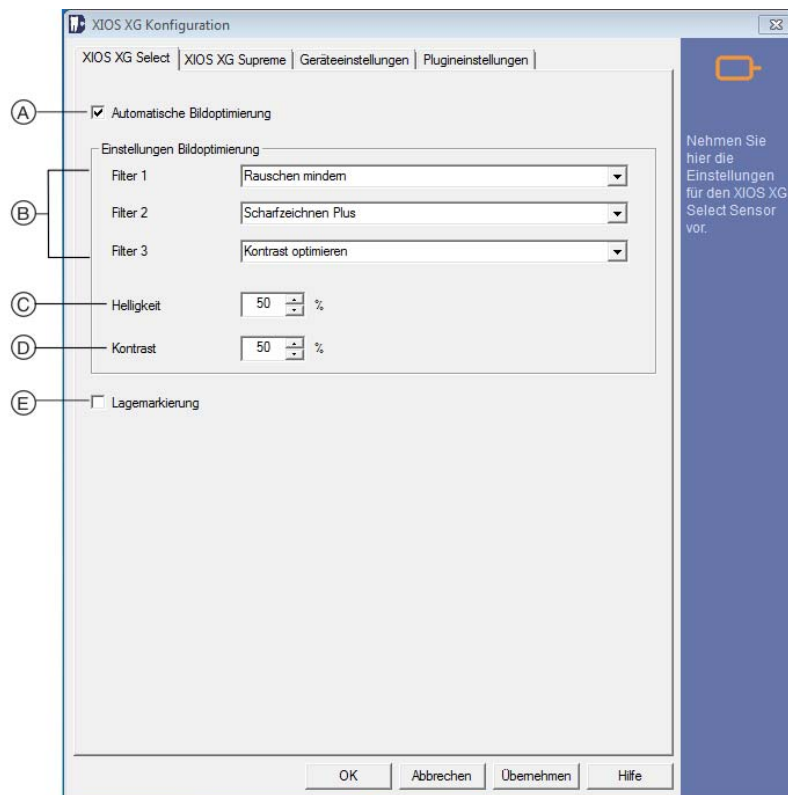 XIOS XG Konfiguration
XIOS XG Select
XIOS XG Supreme
Geräteeinstellungen
Plugineinstellungen
A
Automatische Bildoptimierung
Einstellungen Bildoptimierung
B
Filter 1 Rauschen mindern
Filter 2 Scharfzeichnen Plus
Filter 3 Kontrast optimieren
C
Helligkeit 50 %
D
Kontrast 50 %
E
Lagemarkierung
OK
Abbrechen
Übernehmen
Hilfe
Nehmen Sie
hier die
Einstellungen
für den XIOS XG
Select Sensor
vor.